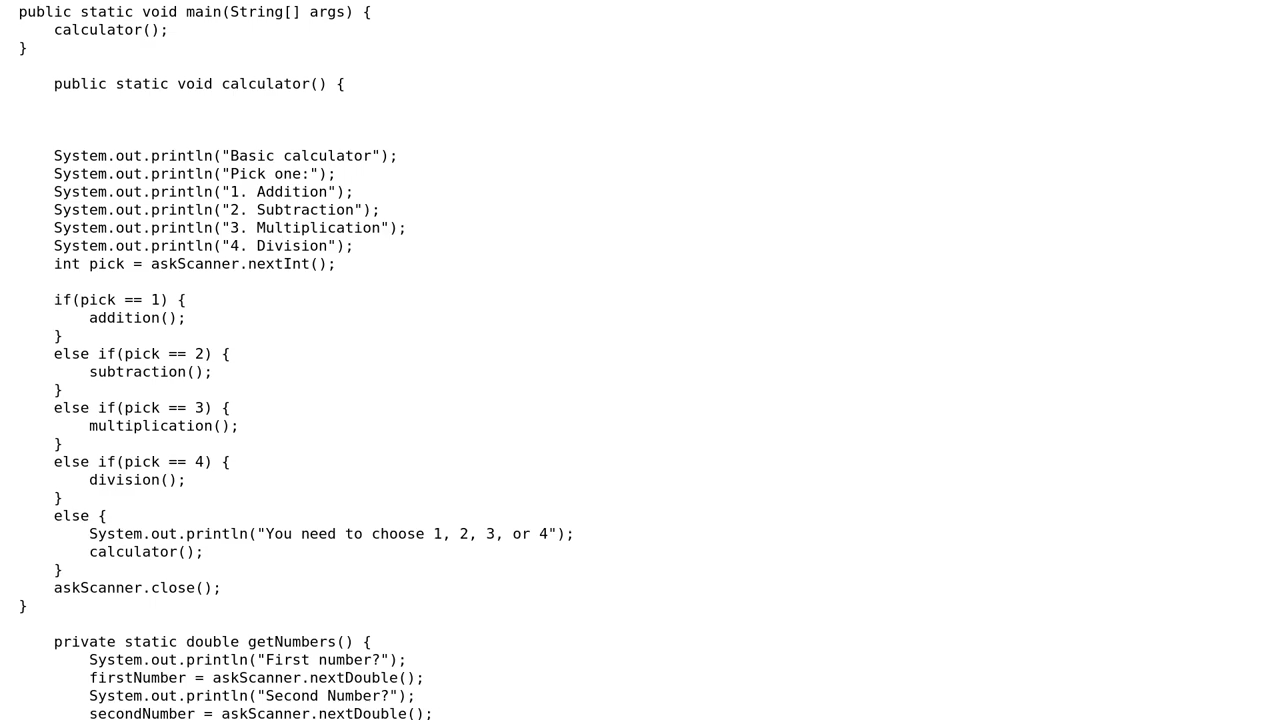 public static void main(String[] args) {
    calculator();
}
    public static void calculator() {
    System.out.println("Basic calculator");
    System.out.println("Pick one:");
    System.out.println("1. Addition");
    System.out.println("2. Subtraction");
    System.out.println("3. Multiplication");
    System.out.println("4. Division");
    int pick = askScanner.nextInt();
    if(pick == 1) {
        addition();
    }
    else if(pick == 2) {
        subtraction();
    }
    else if(pick == 3) {
        multiplication();
    }
    else if(pick == 4) {
        division();
    }
    else {
        System.out.println("You need to choose 1, 2, 3, or 4");
        calculator();
    }
    askScanner.close();
}
    private static double getNumbers() {
        System.out.println("First number?");
        firstNumber = askScanner.nextDouble();
        System.out.println("Second Number?");
        secondNumber = askScanner.nextDouble();